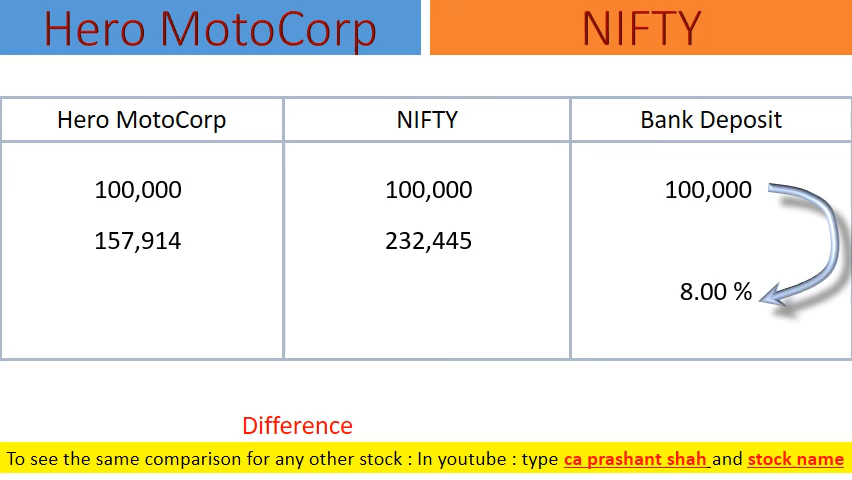 Hero MotoCorp NIFTY
Hero MotoCorp NIFTY Bank Deposit
100,000 100,000 100,000
157,914 232,445
8.00 %
Difference
To see the same comparison for any other stock : In youtube : type ca prashant shah and stock name